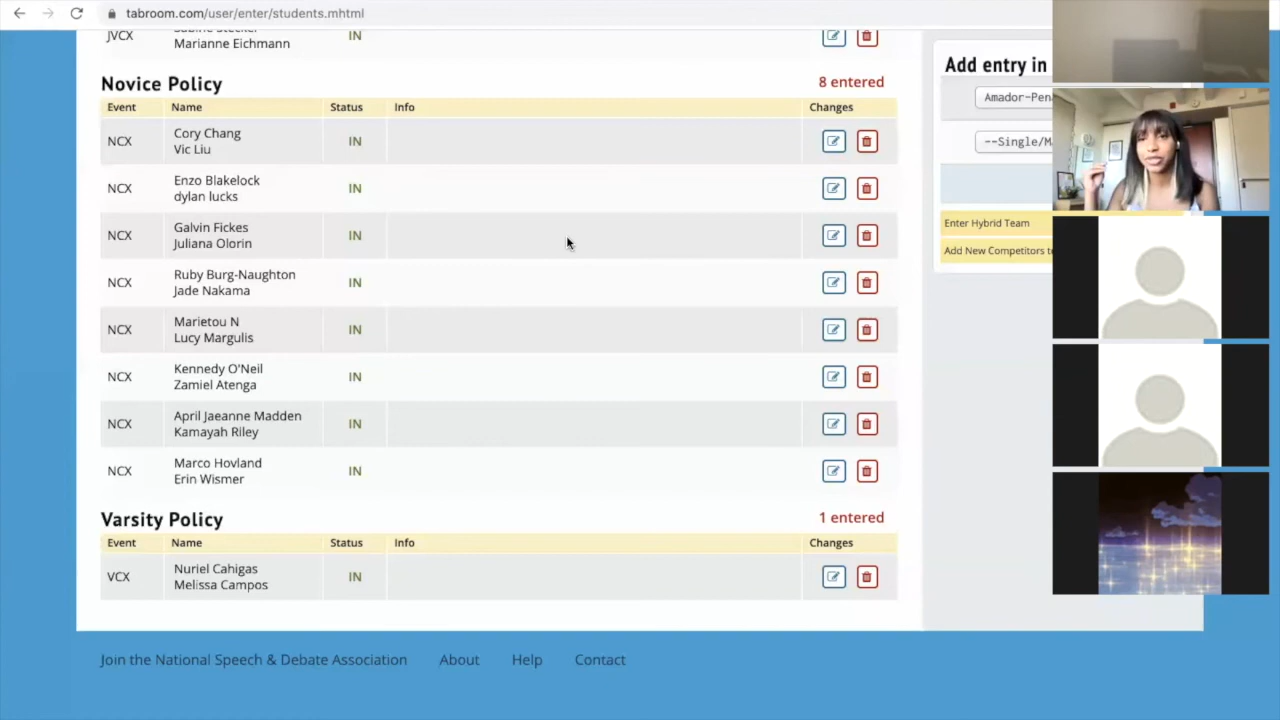 tabroom.com/user/enter/students.mhtml
JVCX
Marianne Eichmann
IN
Add entry in
Novice Policy
8 entered
Event Name Status Info Changes
Amador-Pen
NCX
Cory Chang
Vic Liu
IN
--Single/M
NCX
Enzo Blakelock
dylan lucks
IN
NCX
Galvin Fickes
Juliana Olorin
IN
Enter Hybrid Team
Add New Competitors t
NCX
Ruby Burg-Naughton
Jade Nakama
IN
NCX
Marietou N
Lucy Margulis
IN
NCX
Kennedy O'Neil
Zamiel Atenga
IN
NCX
April Jaeanne Madden
Kamayah Riley
IN
NCX
Marco Hovland
Erin Wismer
IN
Varsity Policy
1 entered
Event Name Status Info Changes
VCX
Nuriel Cahigas
Melissa Campos
IN
Join the National Speech & Debate Association About Help Contact